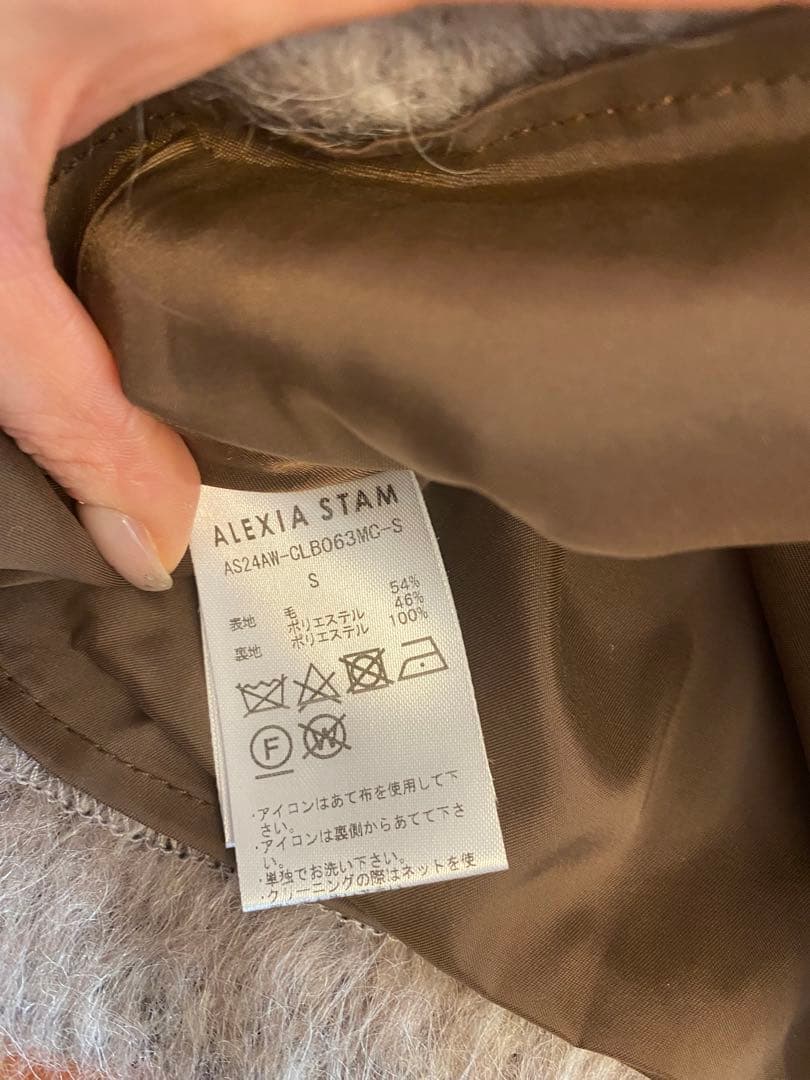 ALEXIA STAM
AS24AW-CLB063MC-S
S
表地 毛 54%
ポリエステル 46%
裏地 ポリエステル 100%
F W
・アイロンはあて布を使用して下
さい。
・アイロンは裏側からあてて下さ
い。
・単独でお洗い下さい。
・クリーニングの際はネットを使